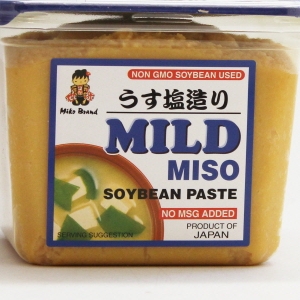 NON GMO SOYBEAN USED
Miko Brand
うす塩造り
MILD
MISO
SOYBEAN PASTE
NO MSG ADDED
PRODUCT OF
JAPAN
SERVING SUGGESTION